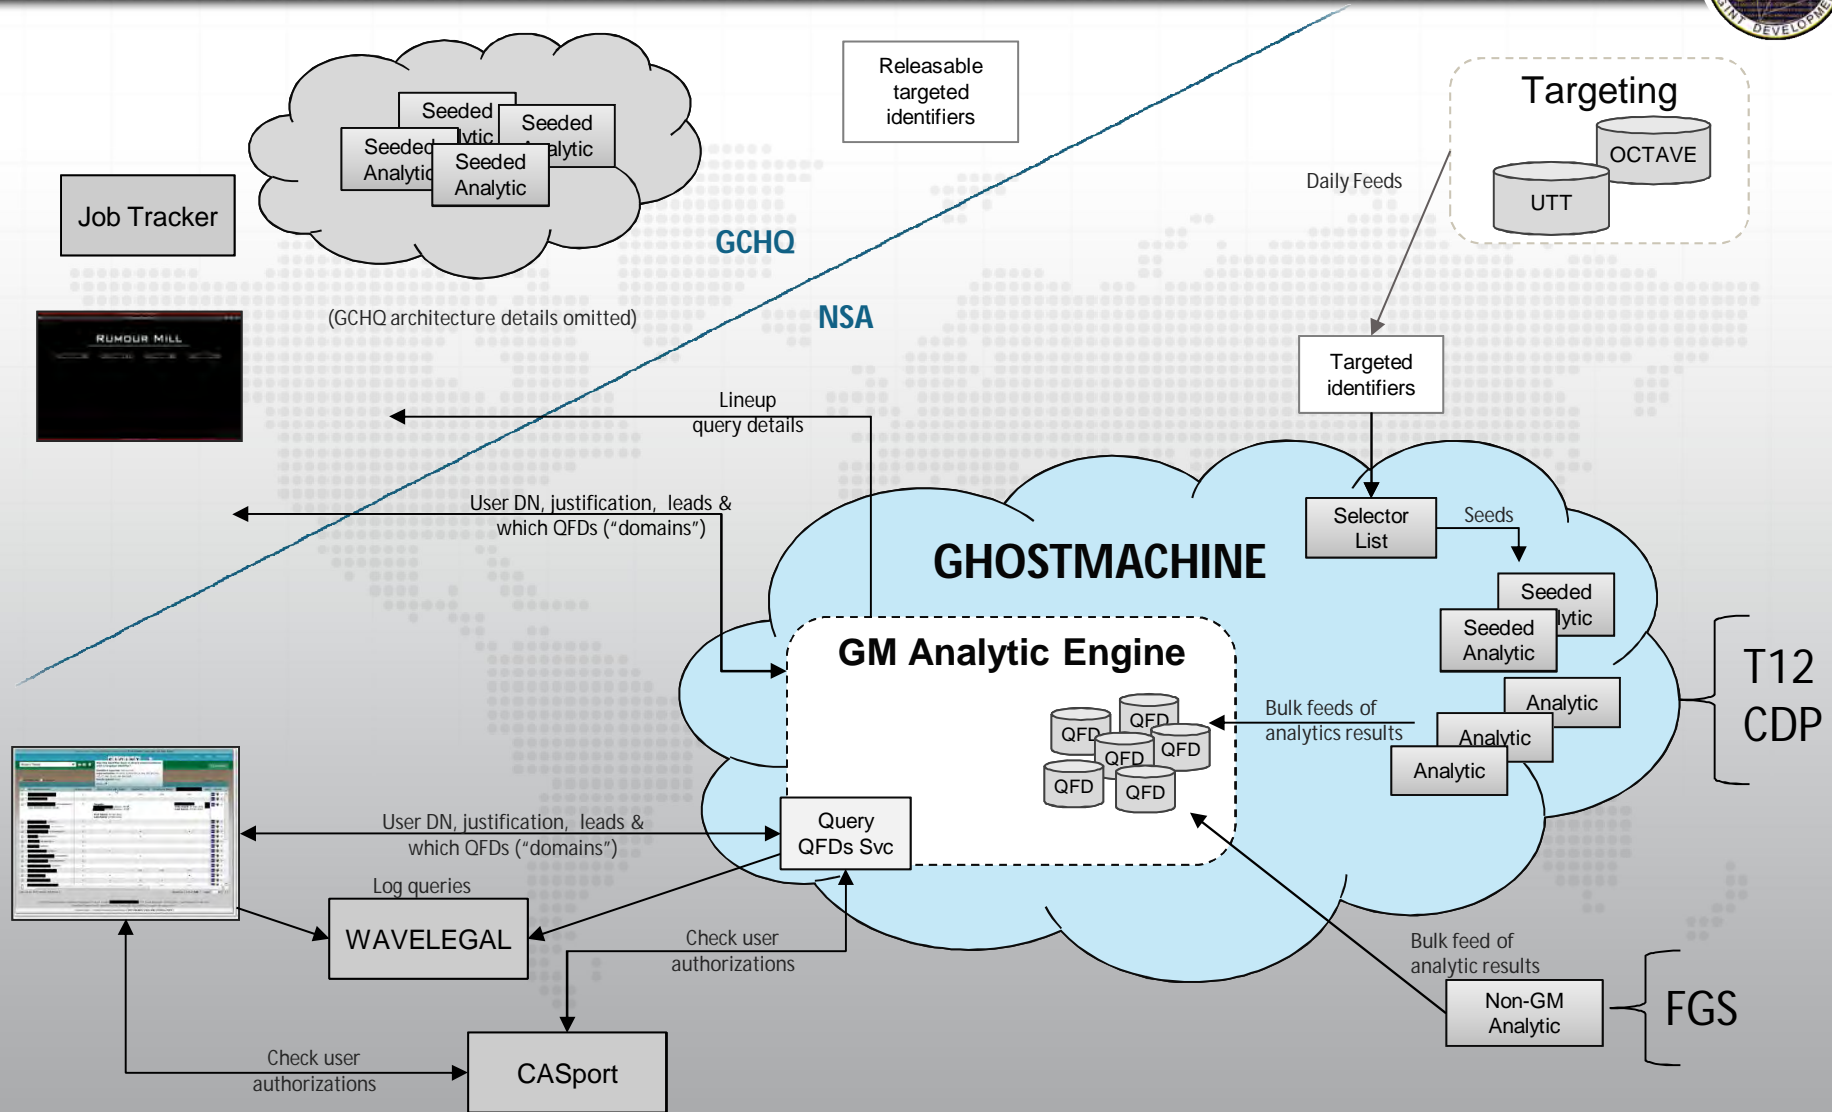 DEVELOPME
Releasable
targeted
identifiers
Targeting
OCTAVE
UTT
Daily Feeds
Seeded
Seeded
Analytic
Seeded
Seeded
Analytic
Job Tracker
GCHQ
NSA
(GCHQ architecture details omitted)
RUMOUR MILL
Targeted
identifiers
Lineup
query details
User DN, justification, leads &
which QFDs ("domains")
Selector
List
Seeds
GHOSTMACHINE
Seeded
Seeded
Analytic
GM Analytic Engine
T12
CDP
QFD
QFD
QFD
QFD
QFD
QFD
Bulk feeds of
analytics results
Analytic
Analytic
Analytic
User DN, justification, leads &
which QFDs ("domains")
Query
QFDs Svc
Log queries
WAVELEGAL
Check user
authorizations
Bulk feed of
analytic results
Non-GM
Analytic
FGS
Check user
authorizations
CASport